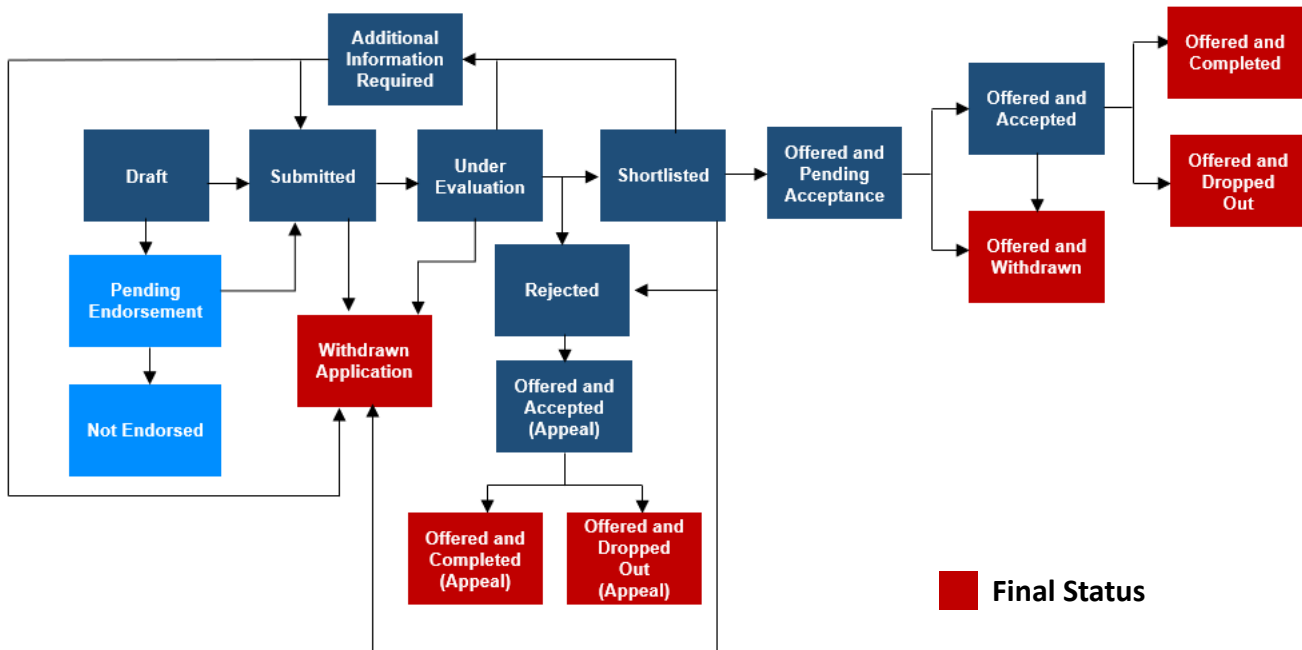 Additional
Information
Required
Offered and
Completed
Offered and
Accepted
Draft
Submitted
Under
Evaluation
Shortlisted
Offered and
Pending
Acceptance
Offered and
Dropped
Out
Offered and
Withdrawn
Pending
Endorsement
Rejected
Withdrawn
Application
Offered and
Accepted
(Appeal)
Not Endorsed
Offered and
Completed
(Appeal)
Offered and
Dropped
Out
(Appeal)
Final Status